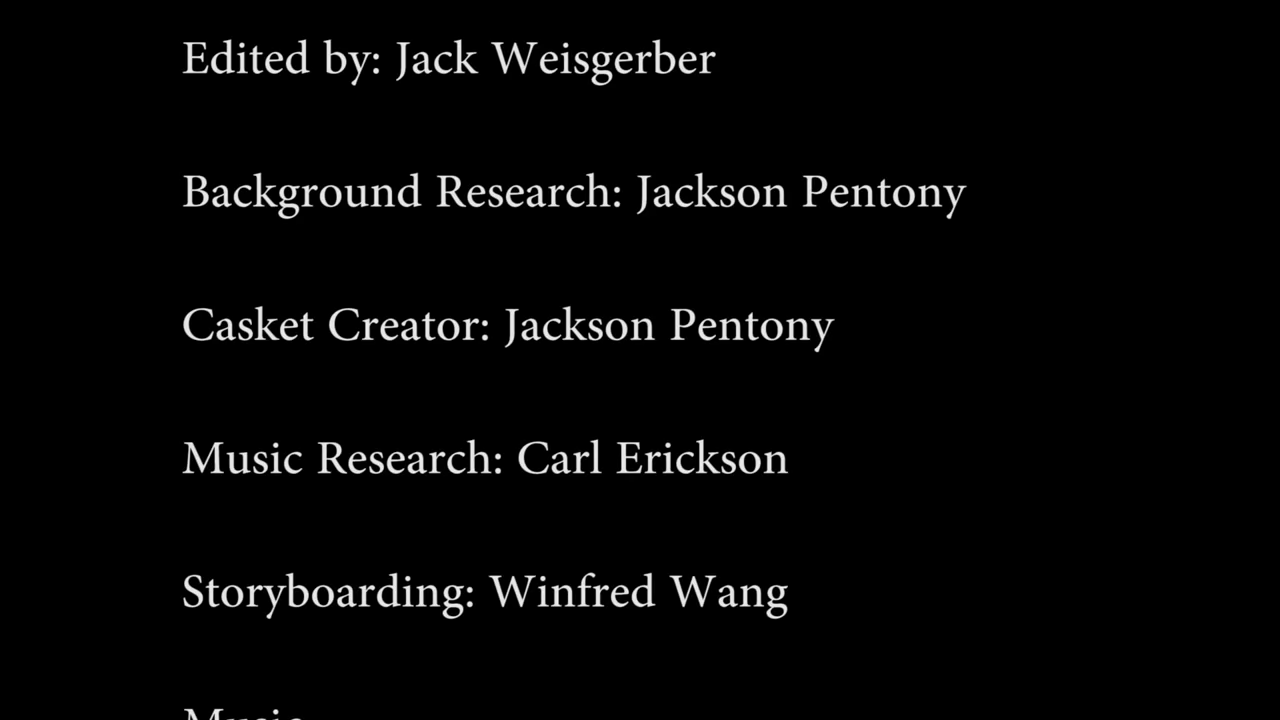 Edited by: Jack Weisgerber
Background Research: Jackson Pentony
Casket Creator: Jackson Pentony
Music Research: Carl Erickson
Storyboarding: Winfred Wang
Music